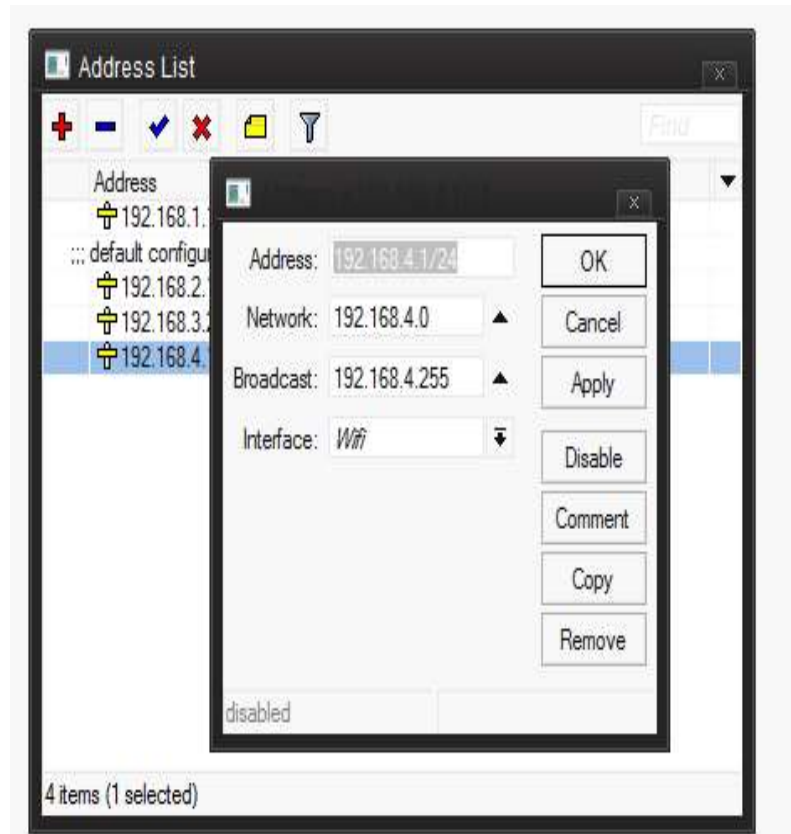 Address List
Find
Address
192.168.1.
;;; default configu
192.168.2.
192.168.3.2
192.168.4.
Address: 192.168.4.1/24
OK
Network: 192.168.4.0
Cancel
Broadcast: 192.168.4.255
Apply
Interface: Wifi
Disable
Comment
Copy
Remove
disabled
4 items (1 selected)